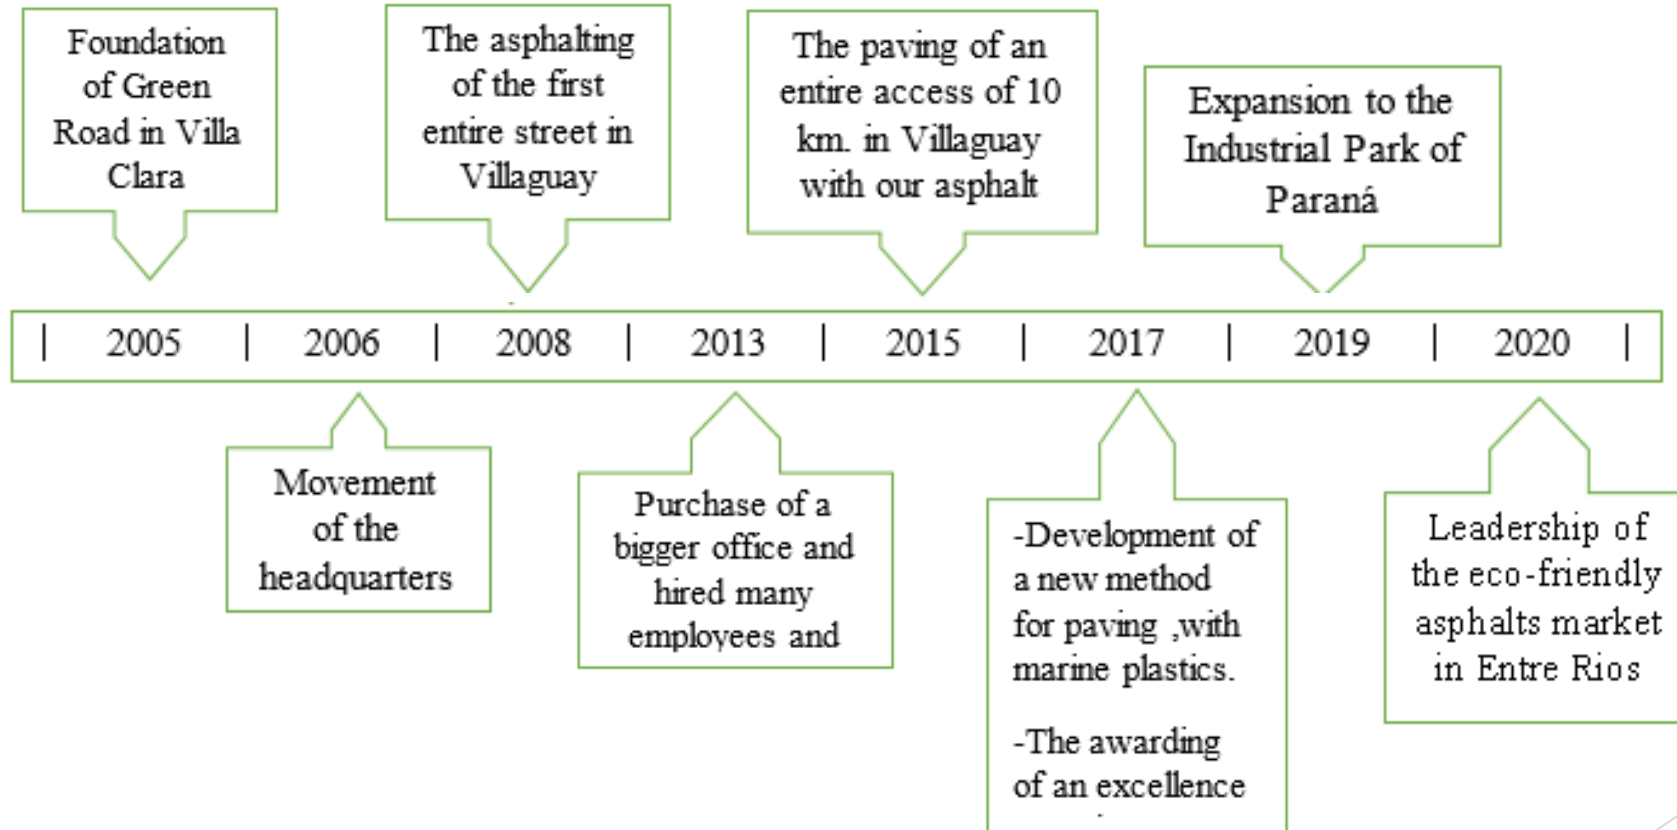 Foundation
of Green
Road in Villa
Clara
The asphalting
of the first
entire street in
Villaguay
The paving of an
entire access of 10
km. in Villaguay
with our asphalt
Expansion to the
Industrial Park of
Paraná
| 2005 | 2006 | 2008 | 2013 | 2015 | 2017 | 2019 | 2020 |
Movement
of the
headquarters
Purchase of a
bigger office and
hired many
employees and
-Development of
a new method
for paving ,with
marine plastics.
-The awarding
of an excellence
Leadership of
the eco-friendly
asphalts market
in Entre Rios